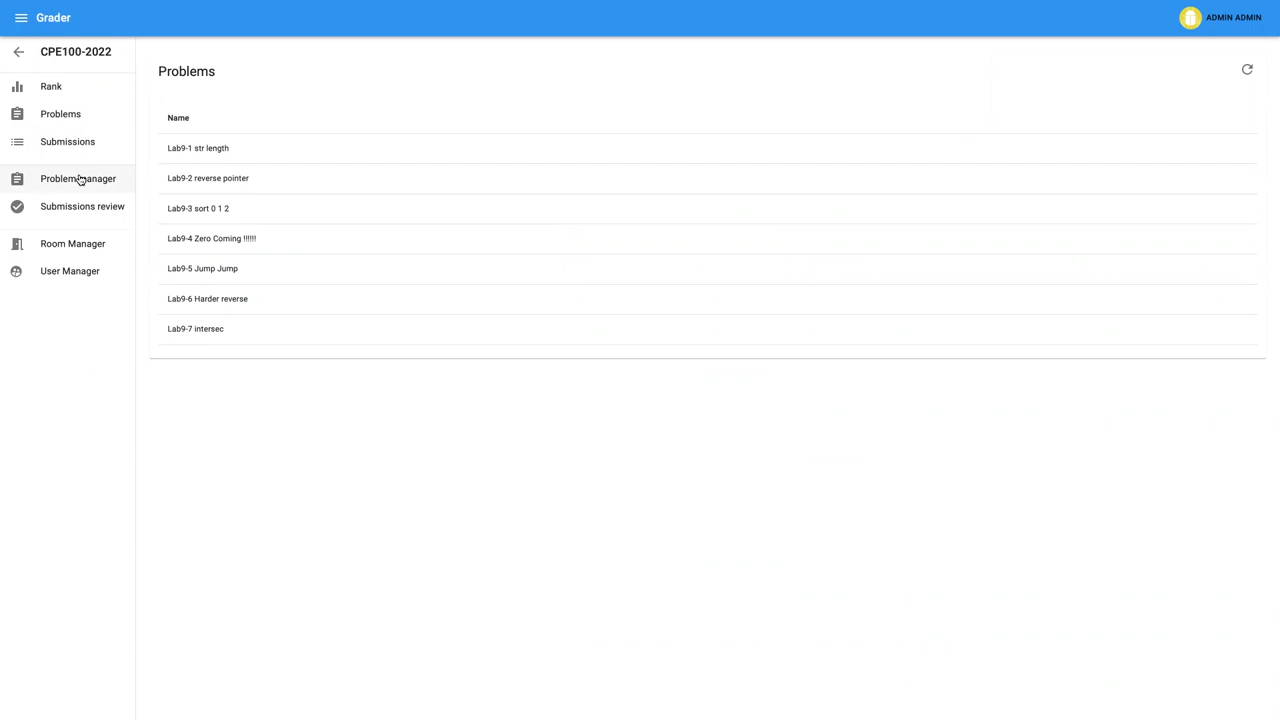 Grader
ADMIN ADMIN
CPE100-2022
Rank
Problems
Submissions
Problem Manager
Submissions review
Room Manager
User Manager
Problems
Name
Lab9-1 str length
Lab9-2 reverse pointer
Lab9-3 sort 0 1 2
Lab9-4 Zero Coming !!!!!!
Lab9-5 Jump Jump
Lab9-6 Harder reverse
Lab9-7 intersec